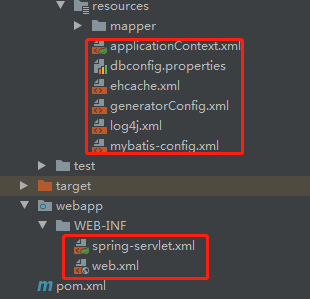 resources
mapper
applicationContext.xml
dbconfig.properties
ehcache.xml
generatorConfig.xml
log4j.xml
mybatis-config.xml
test
target
webapp
WEB-INF
spring-servlet.xml
web.xml
pom.xml